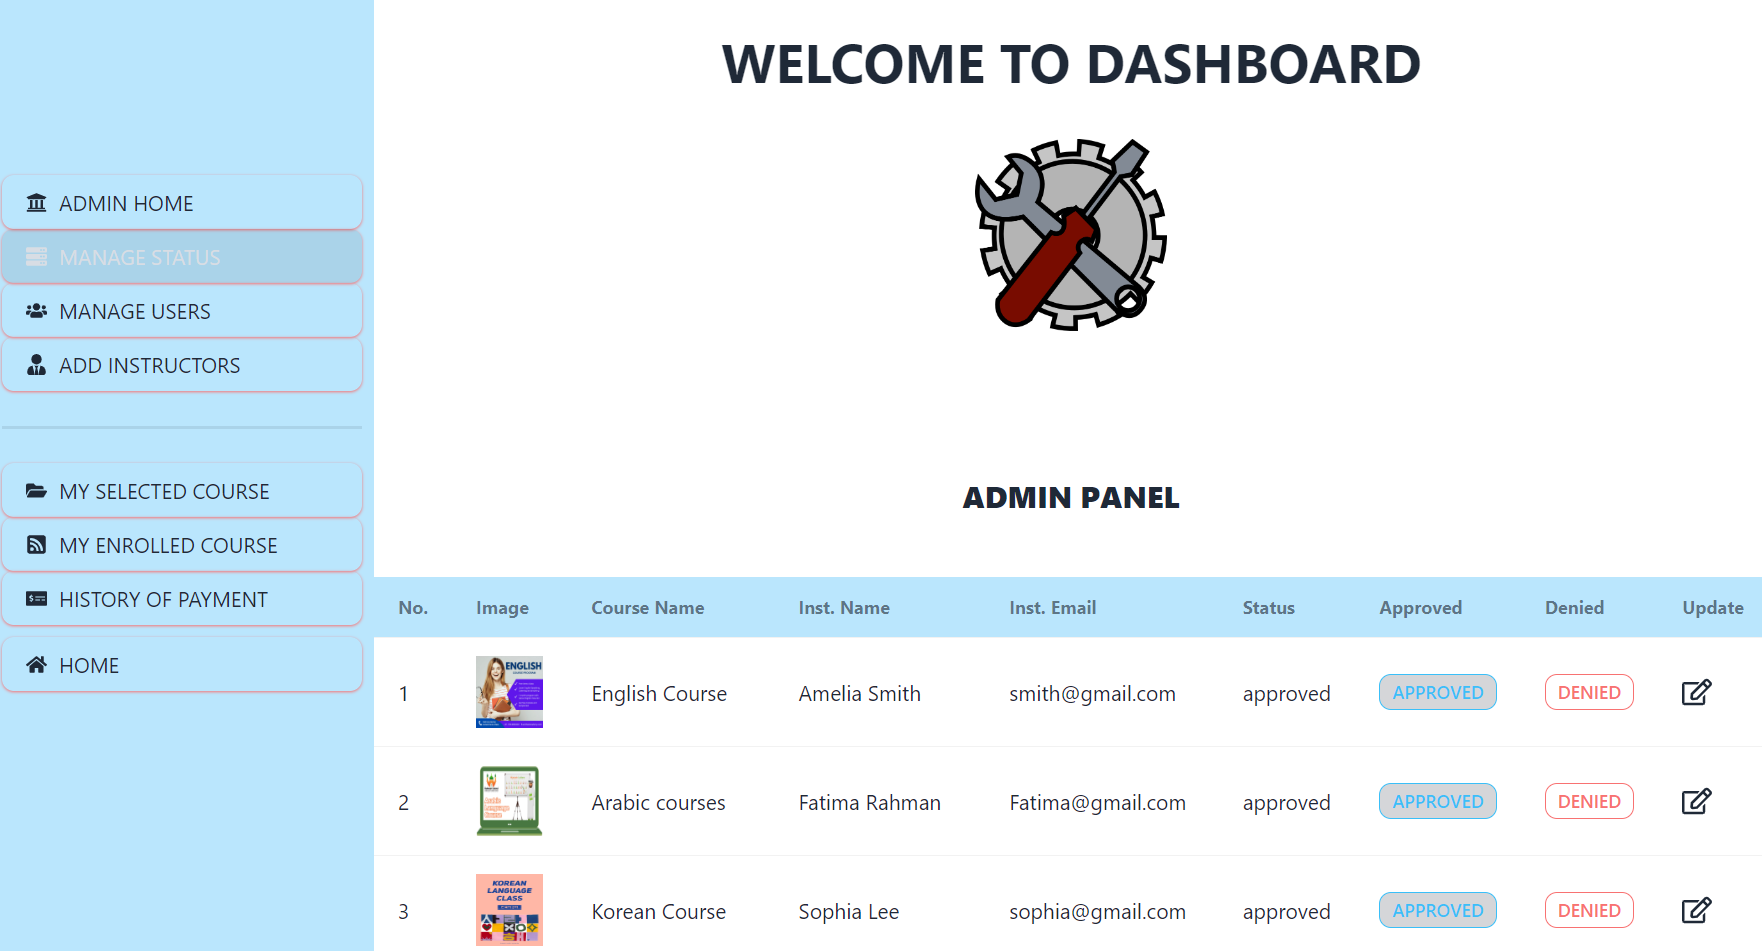 WELCOME TO DASHBOARD
ADMIN HOME
MANAGE STATUS
MANAGE USERS
ADD INSTRUCTORS
MY SELECTED COURSE
MY ENROLLED COURSE
HISTORY OF PAYMENT
HOME
ADMIN PANEL
No. Image Course Name Inst. Name Inst. Email Status Approved Denied Update
1 ENGLISH English Course Amelia Smith smith@gmail.com approved APPROVED DENIED
2 Arabic courses Fatima Rahman Fatima@gmail.com approved APPROVED DENIED
KOREAN
LANGUAGE
CLASS
3 Korean Course Sophia Lee sophia@gmail.com approved APPROVED DENIED